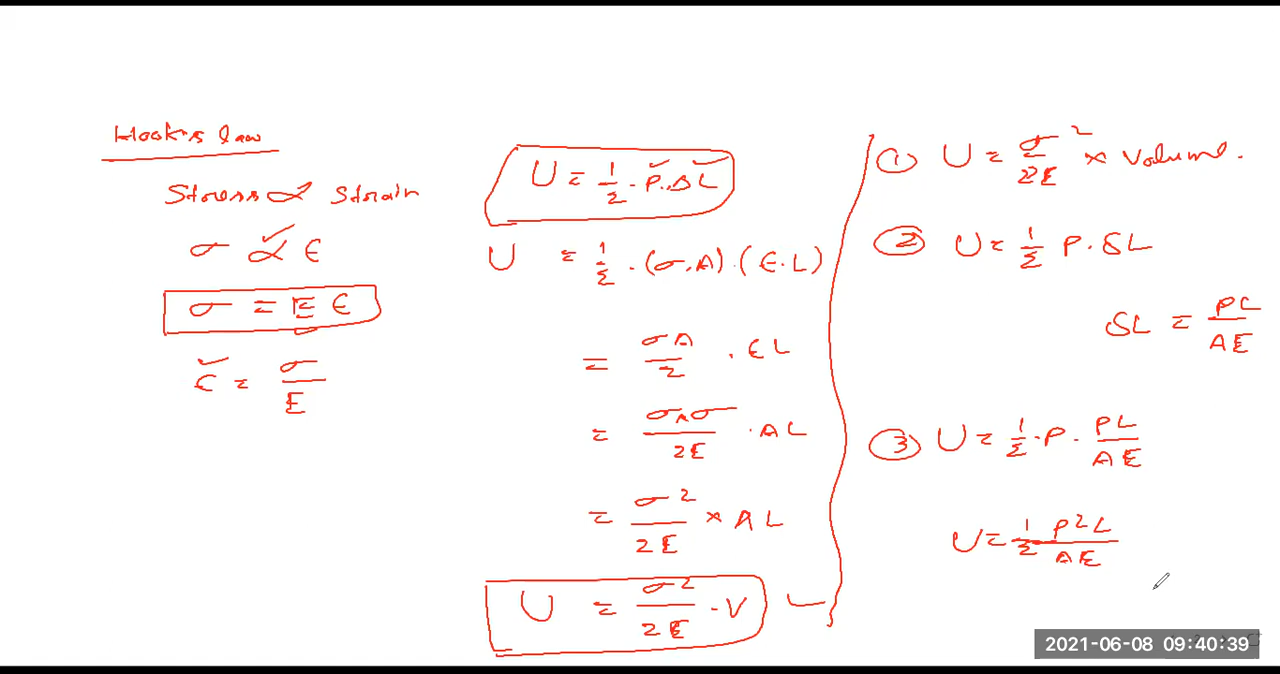 Hook's law
Stress ∝ Strain
σ ∝ ε
σ = E ε
ε = σ/E
U = 1/2 · P · δL
U = 1/2 · (σ.A) · (ε.L)
= σA/2 . εL
= σ × σ/2E · AL
= σ²/2E × AL
U = σ²/2E · V
① U = σ²/2E × Volume.
② U = 1/2 P · δL
δL = PL/AE
③ U = 1/2 · P · PL/AE
U = 1/2 P²L/AE
2021-06-08 09:40:39